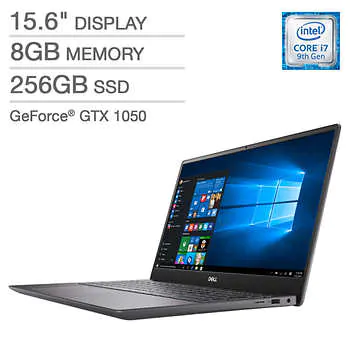 15.6" DISPLAY
8GB MEMORY
256GB SSD
GeForce® GTX 1050
intel
CORE i7
9th Gen
DELL